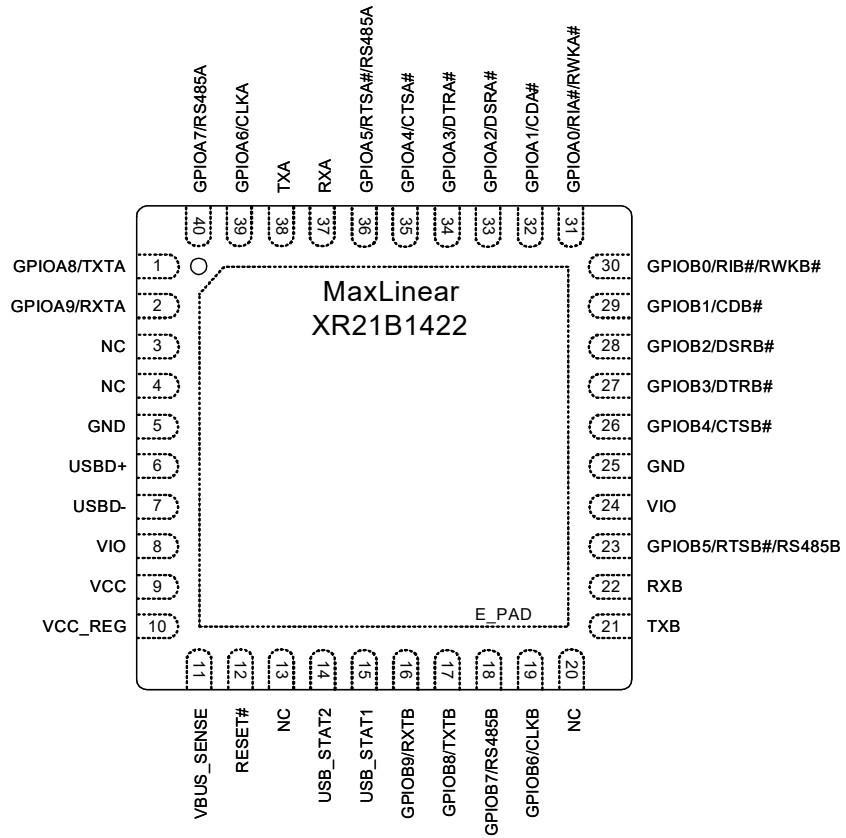 GPIOA7/RS485A
GPIOA6/CLKA
TXA
RXA
GPIOA5/RTSA#/RS485A
GPIOA4/CTSA#
GPIOA3/DTRA#
GPIOA2/DSRA#
GPIOA1/CDA#
GPIOA0/RIA#/RWKA#
40 39 38 37 36 35 34 33 32 31
GPIOA8/TXTA 1
GPIOA9/RXTA 2
NC 3
NC 4
GND 5
USBD+ 6
USBD- 7
VIO 8
VCC 9
VCC_REG 10
MaxLinear
XR21B1422
E_PAD
30 GPIOB0/RIB#/RWKB#
29 GPIOB1/CDB#
28 GPIOB2/DSRB#
27 GPIOB3/DTRB#
26 GPIOB4/CTSB#
25 GND
24 VIO
23 GPIOB5/RTSB#/RS485B
22 RXB
21 TXB
11 12 13 14 15 16 17 18 19 20
VBUS_SENSE
RESET#
NC
USB_STAT2
USB_STAT1
GPIOB9/RXTB
GPIOB8/TXTB
GPIOB7/RS485B
GPIOB6/CLKB
NC